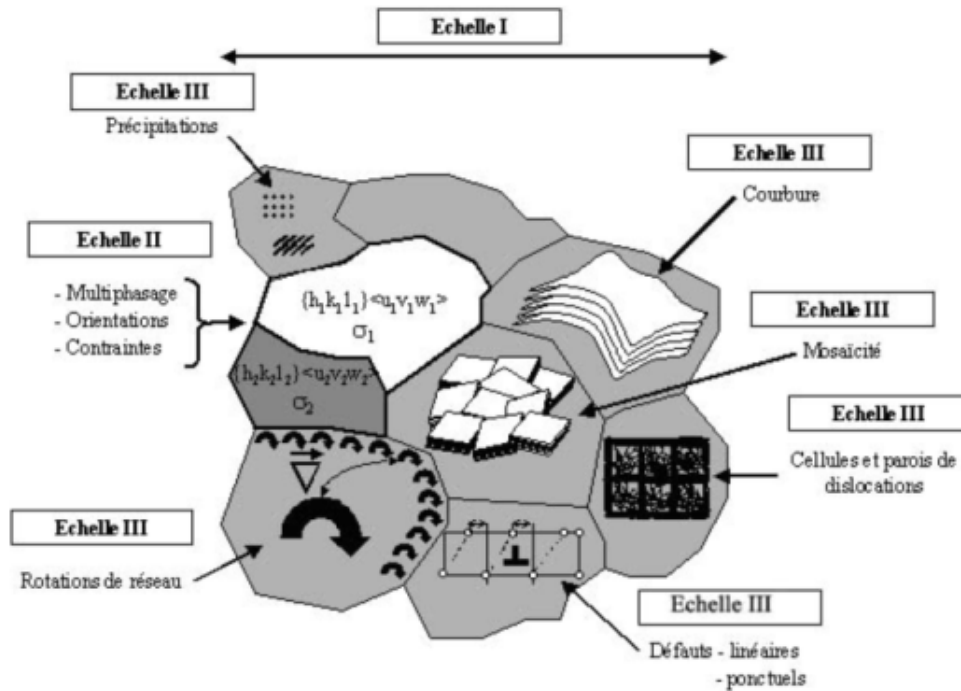 Echelle I
Echelle III
Précipitations
Echelle III
Courbure
Echelle II
- Multiphasage
- Orientations
- Contraintes
{h₁k₁l₁}<u₁v₁w₁>
σ₁
Echelle III
Mosaïcité
{h₂k₂l₂}<u₂v₂w₂>
σ₂
Echelle III
Cellules et parois de
dislocations
Echelle III
Rotations de réseau
Echelle III
Défauts - linéaires
- ponctuels